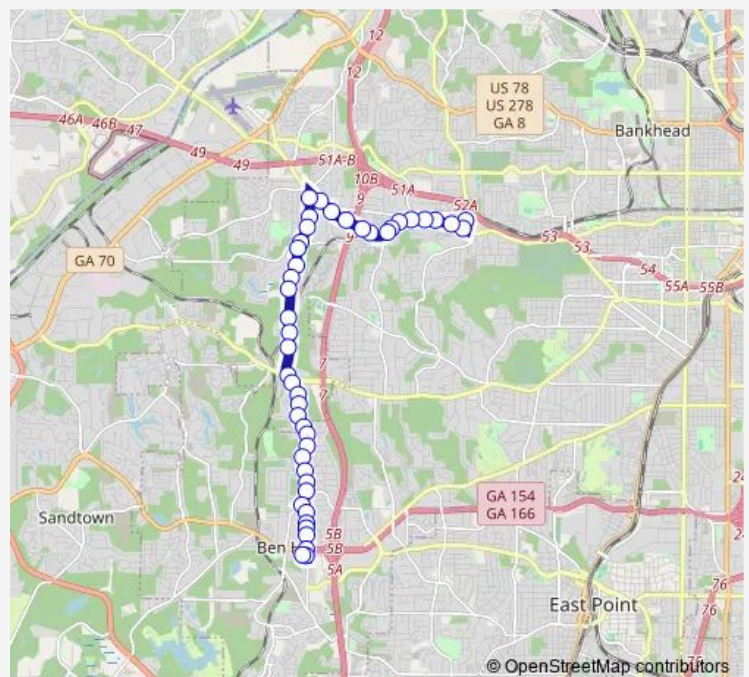 12
12
46A
46B
47
49
49
51A-B
10B
9
51A
52A
9
US 78
US 278
GA 8
Bankhead
53
53
54
55A
55B
GA 70
7
7
Sandtown
GA 154
GA 166
24
Ben
5B
5B
5A
East Point
76
76
© OpenStreetMap contributors